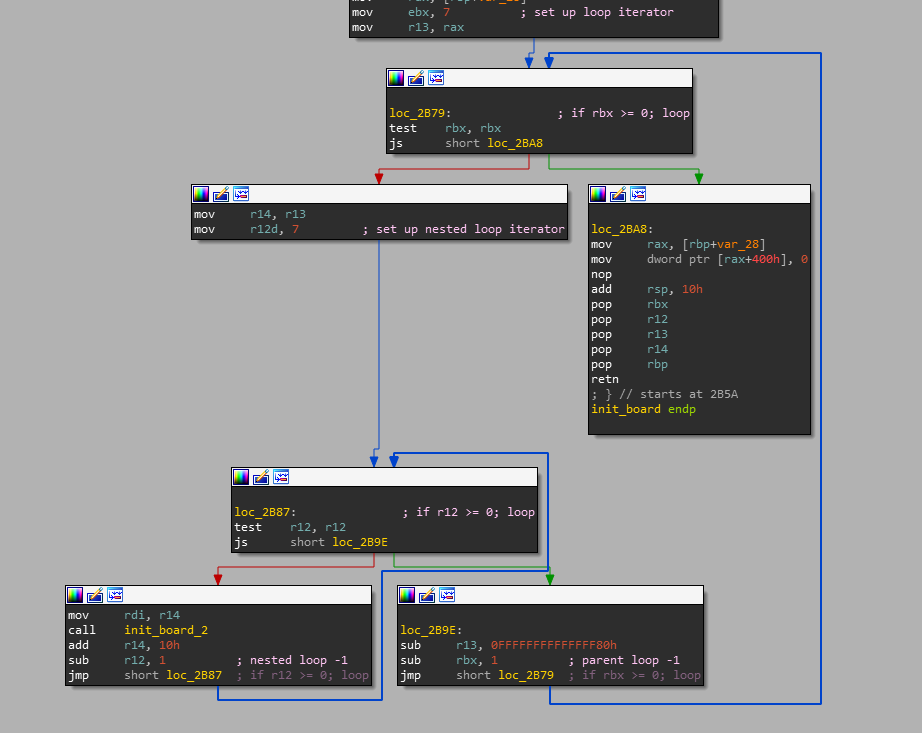 mov ebx, 7 ; set up loop iterator
mov r13, rax
loc_2B79: ; if rbx >= 0; loop
test rbx, rbx
js short loc_2BA8
mov r14, r13
mov r12d, 7 ; set up nested loop iterator
loc_2BA8:
mov rax, [rbp+var_28]
mov dword ptr [rax+400h], 0
nop
add rsp, 10h
pop rbx
pop r12
pop r13
pop r14
pop rbp
retn
; } // starts at 2B5A
init_board endp
loc_2B87: ; if r12 >= 0; loop
test r12, r12
js short loc_2B9E
mov rdi, r14
call init_board_2
add r14, 10h
sub r12, 1 ; nested loop -1
jmp short loc_2B87 ; if r12 >= 0; loop
loc_2B9E:
sub r13, 0FFFFFFFFFFFFFF80h
sub rbx, 1 ; parent loop -1
jmp short loc_2B79 ; if rbx >= 0; loop